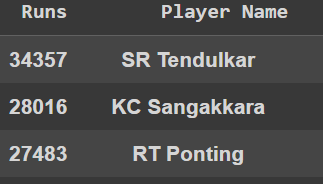 Runs Player Name
34357 SR Tendulkar
28016 KC Sangakkara
27483 RT Ponting